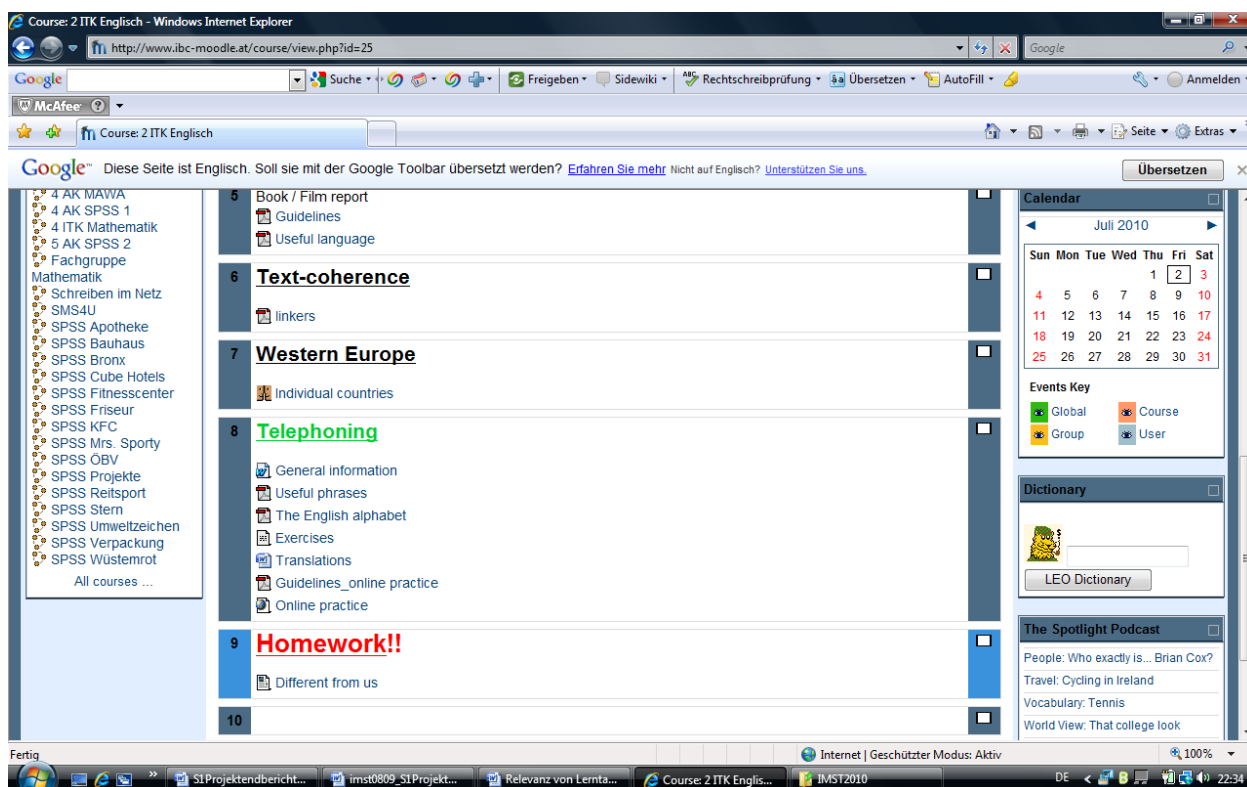 Course: 2 ITK Englisch - Windows Internet Explorer
http://www.ibc-moodle.at/course/view.php?id=25
Google
Google
Suche
Freigeben
Sidewiki
Rechtschreibprüfung
Übersetzen
AutoFill
Anmelden
McAfee
Course: 2 ITK Englisch
Seite
Extras
Google™ Diese Seite ist Englisch. Soll sie mit der Google Toolbar übersetzt werden? Erfahren Sie mehr Nicht auf Englisch? Unterstützen Sie uns.
Übersetzen
4 AK MAWA
4 AK SPSS 1
4 ITK Mathematik
5 AK SPSS 2
Fachgruppe
Mathematik
Schreiben im Netz
SMS4U
SPSS Apotheke
SPSS Bauhaus
SPSS Bronx
SPSS Cube Hotels
SPSS Fitnesscenter
SPSS Friseur
SPSS KFC
SPSS Mrs. Sporty
SPSS ÖBV
SPSS Projekte
SPSS Reitsport
SPSS Stern
SPSS Umweltzeichen
SPSS Verpackung
SPSS Wüstemrot
All courses ...
5 Book / Film report
Guidelines
Useful language
6 Text-coherence
linkers
7 Western Europe
Individual countries
8 Telephoning
General information
Useful phrases
The English alphabet
Exercises
Translations
Guidelines_online practice
Online practice
9 Homework!!
Different from us
10
Calendar
◄ Juli 2010 ►
Sun Mon Tue Wed Thu Fri Sat
1 2 3
4 5 6 7 8 9 10
11 12 13 14 15 16 17
18 19 20 21 22 23 24
25 26 27 28 29 30 31
Events Key
Global Course
Group User
Dictionary
LEO Dictionary
The Spotlight Podcast
People: Who exactly is... Brian Cox?
Travel: Cycling in Ireland
Vocabulary: Tennis
World View: That college look
Fertig
Internet | Geschützter Modus: Aktiv
100%
S1Projektendbericht...
imst0809_S1Projekt...
Relevanz von Lernta...
Course: 2 ITK Englis...
IMST2010
DE
22:34